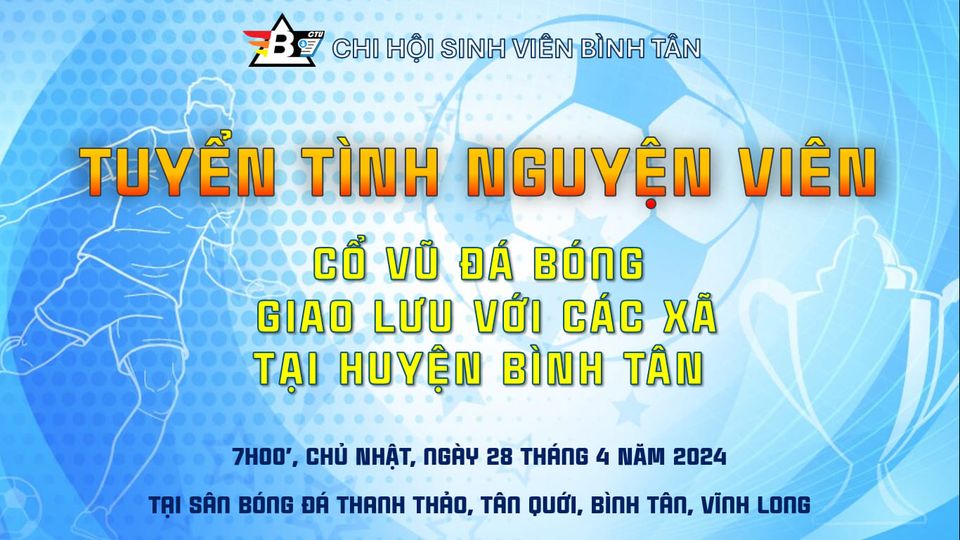 B CTU
CHI HỘI SINH VIÊN BÌNH TÂN
TUYỂN TÌNH NGUYỆN VIÊN
CỔ VŨ ĐÁ BÓNG
GIAO LƯU VỚI CÁC XÃ
TẠI HUYỆN BÌNH TÂN
7H00', CHỦ NHẬT, NGÀY 28 THÁNG 4 NĂM 2024
TẠI SÂN BÓNG ĐÁ THANH THẢO, TÂN QUỚI, BÌNH TÂN, VĨNH LONG